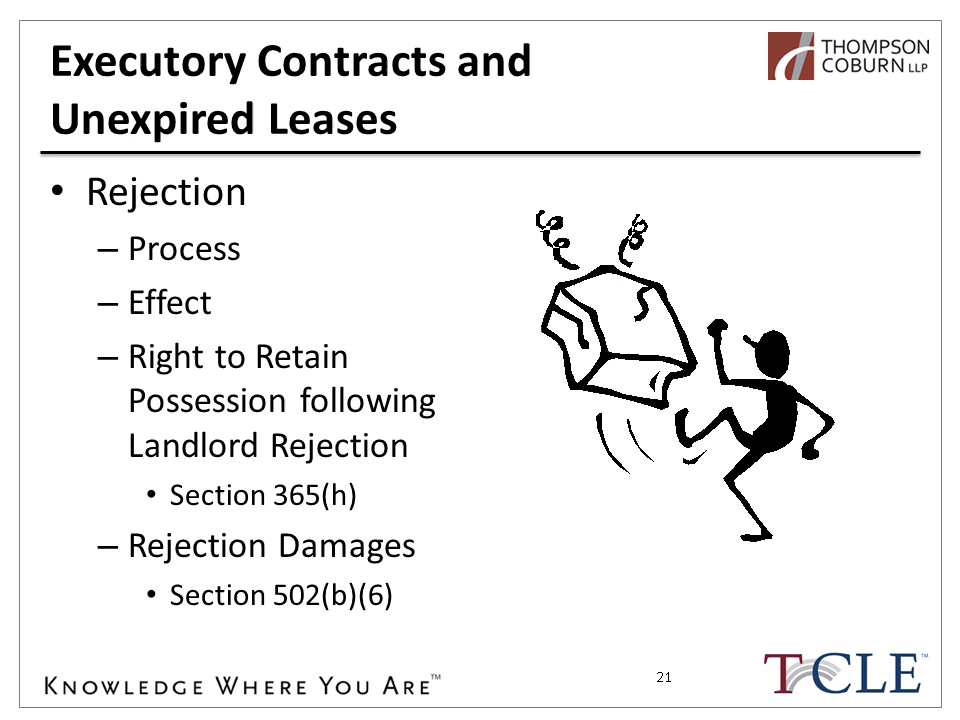 Executory Contracts and
Unexpired Leases
THOMPSON
COBURN LLP
• Rejection
– Process
– Effect
– Right to Retain
Possession following
Landlord Rejection
• Section 365(h)
– Rejection Damages
• Section 502(b)(6)
KNOWLEDGE WHERE YOU ARE™
21
TCCLE™